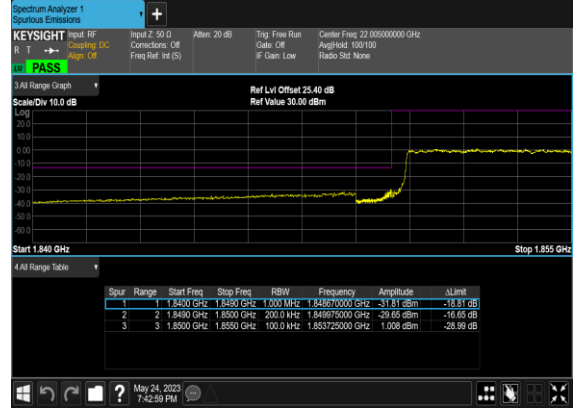 Spectrum Analyzer 1
Spurious Emissions
+
KEYSIGHT Input: RF Input Z: 50 Ω Atten: 20 dB Trig: Free Run Center Freq: 22.005000000 GHz
R T Coupling: DC Corrections: Off Gate: Off Avg|Hold: 100/100
Align: Off Freq Ref: Int (S) IF Gain: Low Radio Std: None
PASS
3 All Range Graph
Ref Lvl Offset 25.40 dB
Scale/Div 10.0 dB Ref Value 30.00 dBm
Log
20.0
10.0
0.00
-10.0
-20.0
-30.0
-40.0
-50.0
-60.0
Start 1.840 GHz Stop 1.855 GHz
4 All Range Table
Spur Range Start Freq Stop Freq RBW Frequency Amplitude ΔLimit
1 1 1.8400 GHz 1.8490 GHz 1.000 MHz 1.848670000 GHz -31.81 dBm -18.81 dB
2 2 1.8490 GHz 1.8500 GHz 200.0 kHz 1.849975000 GHz -29.65 dBm -16.65 dB
3 3 1.8500 GHz 1.8550 GHz 100.0 kHz 1.853725000 GHz 1.008 dBm -28.99 dB
? May 24, 2023
7:42:59 PM